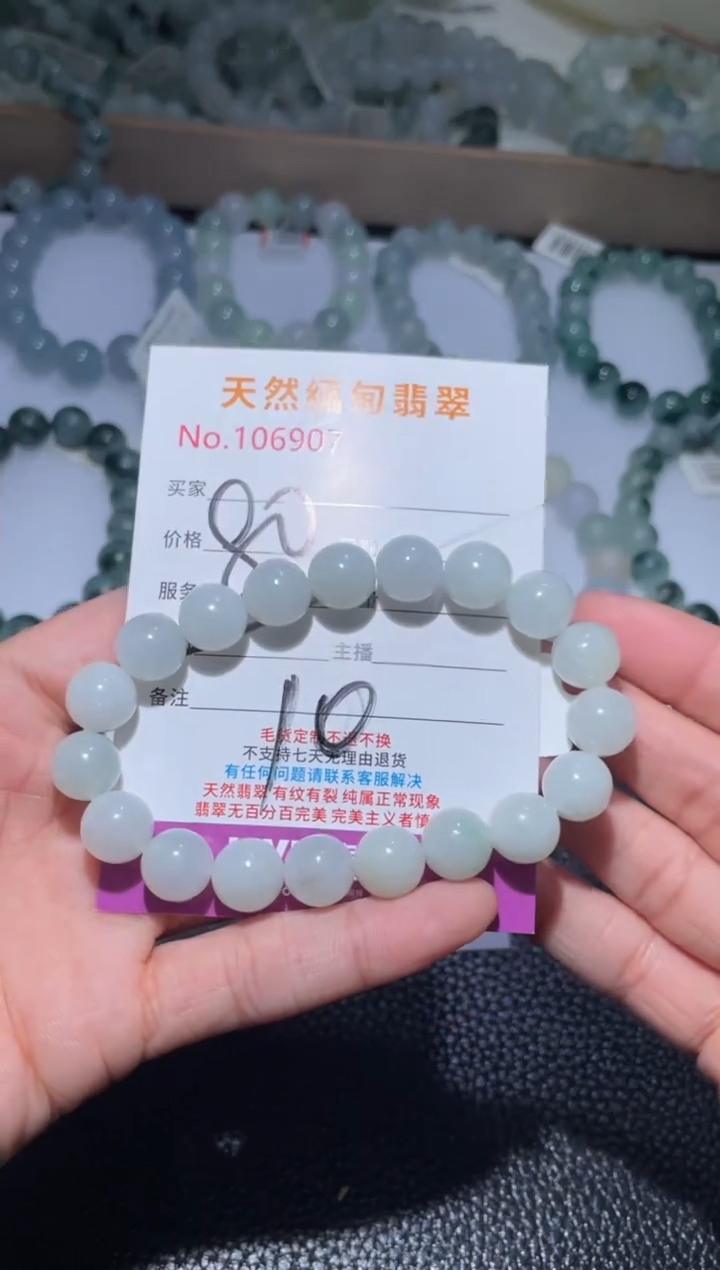 天然缅甸翡翠
No.106907
买家
价格
服务
主播
备注
10
毛货定制不退不换
不支持七天无理由退货
有任何问题请联系客服解决
天然翡翠 有纹有裂 纯属正常现象
翡翠无百分百完美 完美主义者慎